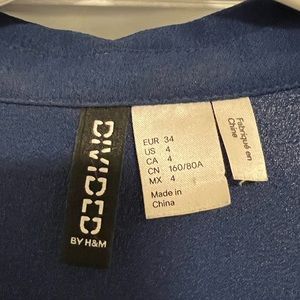 DIVIDED
BY H&M
EUR 34
US 4
CA 4
CN 160/80A
MX 4
Made in
China
Fabriqué en
Chine